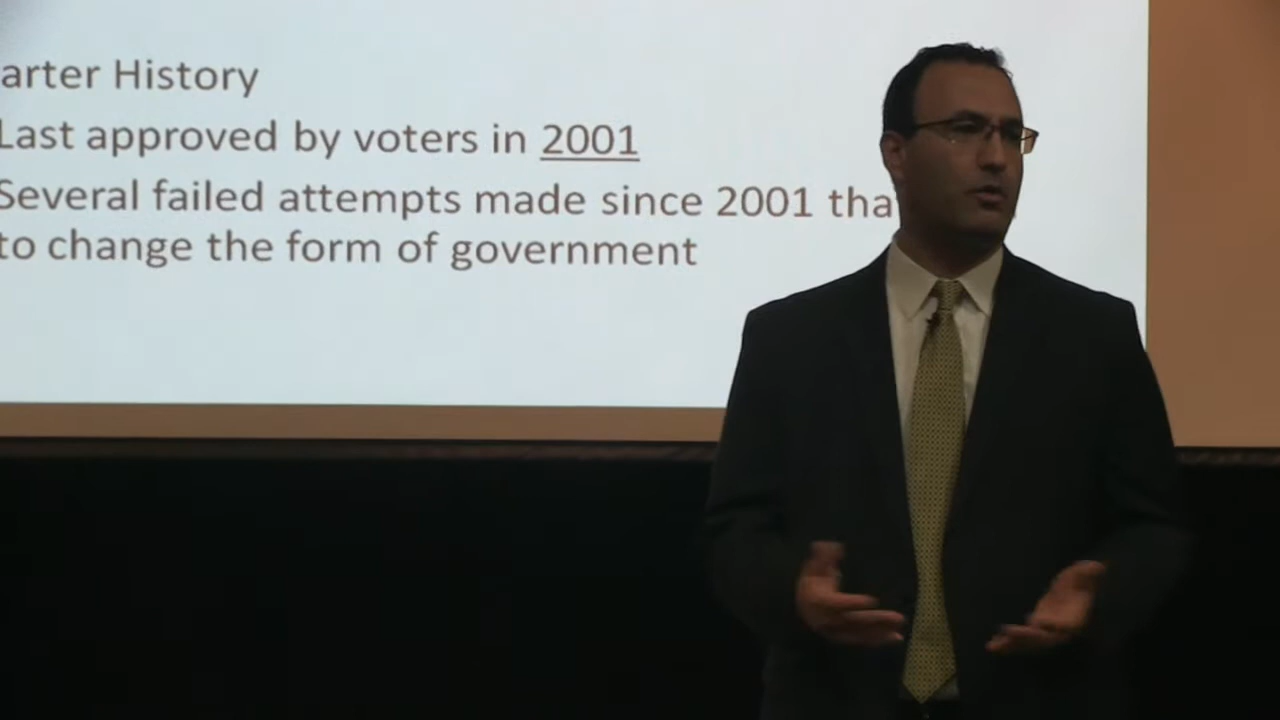 arter History
Last approved by voters in 2001
Several failed attempts made since 2001 tha
to change the form of government